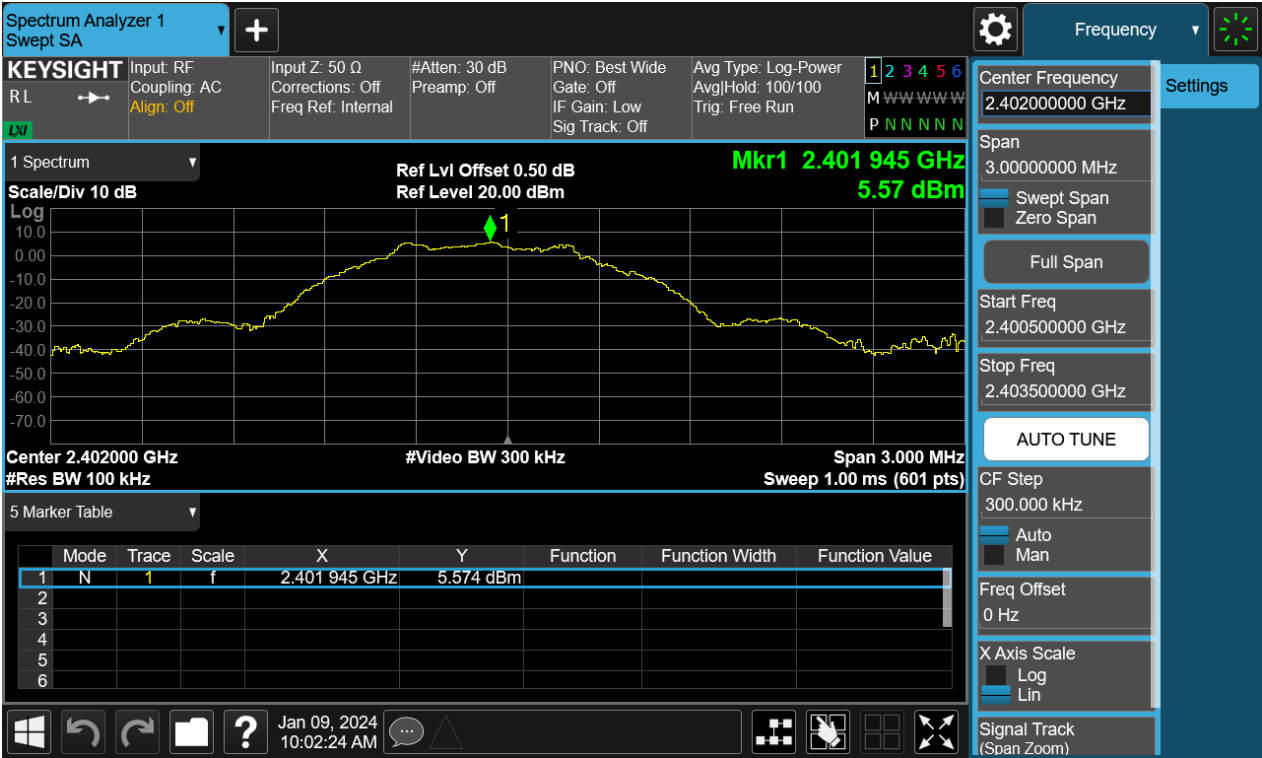 Spectrum Analyzer 1
Swept SA
+
Frequency
KEYSIGHT
R L
LXI
Input: RF
Coupling: AC
Align: Off
Input Z: 50 Ω
Corrections: Off
Freq Ref: Internal
#Atten: 30 dB
Preamp: Off
PNO: Best Wide
Gate: Off
IF Gain: Low
Sig Track: Off
Avg Type: Log-Power
Avg|Hold: 100/100
Trig: Free Run
1 2 3 4 5 6
M W W W W W
P N N N N N
1 Spectrum
Scale/Div 10 dB
Ref Lvl Offset 0.50 dB
Ref Level 20.00 dBm
Mkr1 2.401 945 GHz
5.57 dBm
Log
1
10.0
0.00
-10.0
-20.0
-30.0
-40.0
-50.0
-60.0
-70.0
Center 2.402000 GHz
#Res BW 100 kHz
#Video BW 300 kHz
Span 3.000 MHz
Sweep 1.00 ms (601 pts)
5 Marker Table
Mode Trace Scale X Y Function Function Width Function Value
1 N 1 f 2.401 945 GHz 5.574 dBm
2
3
4
5
6
Jan 09, 2024
10:02:24 AM
?
Center Frequency
2.402000000 GHz
Settings
Span
3.00000000 MHz
Swept Span
Zero Span
Full Span
Start Freq
2.400500000 GHz
Stop Freq
2.403500000 GHz
AUTO TUNE
CF Step
300.000 kHz
Auto
Man
Freq Offset
0 Hz
X Axis Scale
Log
Lin
Signal Track
(Span Zoom)